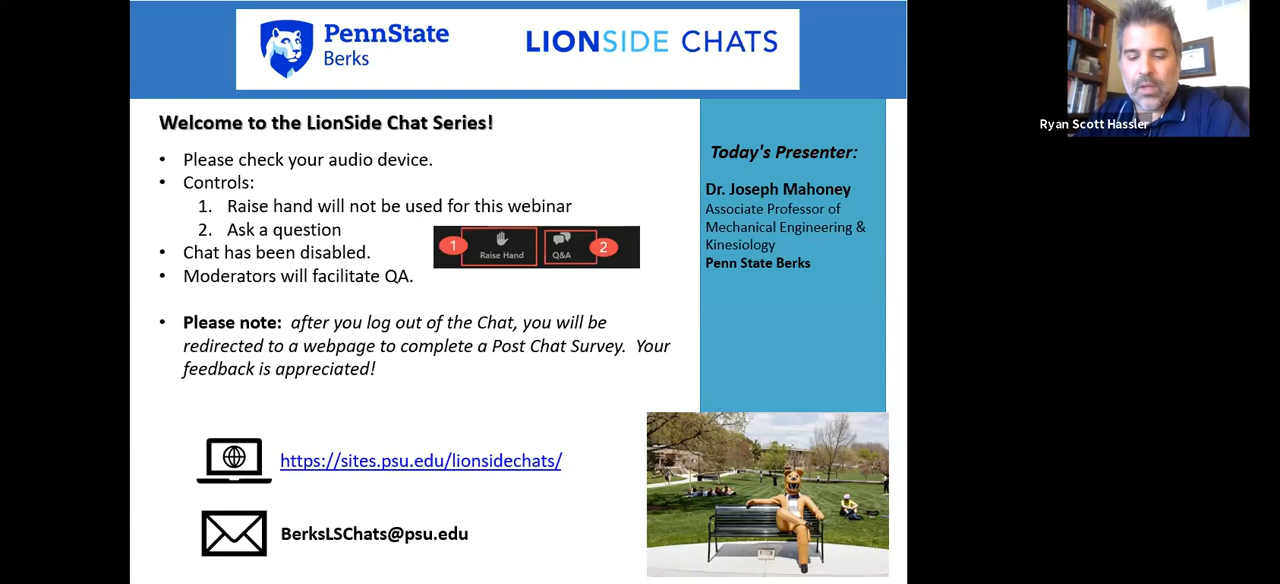 PennState
Berks
LIONSIDE CHATS
Ryan Scott Hassler
Welcome to the LionSide Chat Series!
• Please check your audio device.
• Controls:
1. Raise hand will not be used for this webinar
2. Ask a question
1 Raise Hand Q&A 2
• Chat has been disabled.
• Moderators will facilitate QA.
• Please note: after you log out of the Chat, you will be
redirected to a webpage to complete a Post Chat Survey. Your
feedback is appreciated!
https://sites.psu.edu/lionsidechats/
BerksLSChats@psu.edu
Today's Presenter:
Dr. Joseph Mahoney
Associate Professor of
Mechanical Engineering &
Kinesiology
Penn State Berks